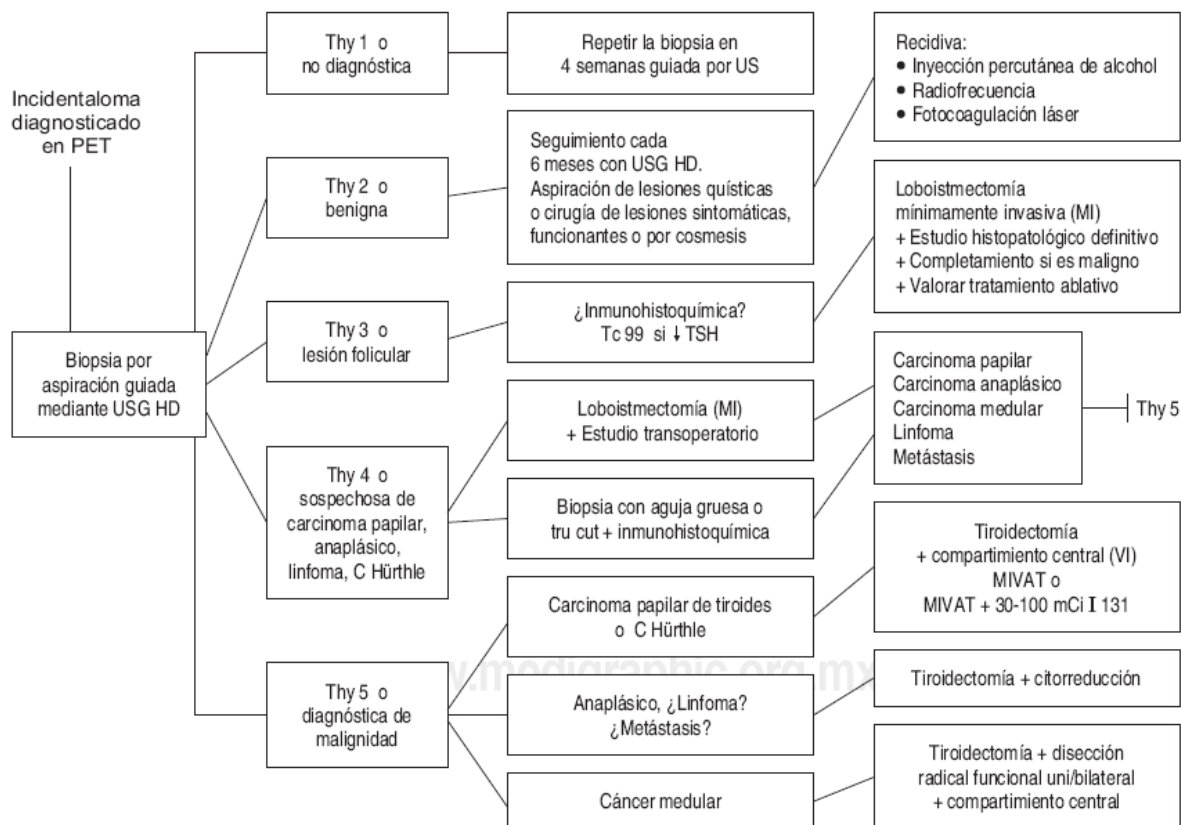 Incidentaloma
diagnosticado
en PET
Biopsia por
aspiración guiada
mediante USG HD
Thy 1 o
no diagnóstica
Repetir la biopsia en
4 semanas guiada por US
Thy 2 o
benigna
Seguimiento cada
6 meses con USG HD.
Aspiración de lesiones quísticas
o cirugía de lesiones sintomáticas,
funcionantes o por cosmesis
Recidiva:
• Inyección percutánea de alcohol
• Radiofrecuencia
• Fotocoagulación láser
Thy 3 o
lesión folicular
¿Inmunohistoquímica?
Tc 99 si ↓ TSH
Loboistmectomía
mínimamente invasiva (MI)
+ Estudio histopatológico definitivo
+ Completamiento si es maligno
+ Valorar tratamiento ablativo
Thy 4 o
sospechosa de
carcinoma papilar,
anaplásico,
linfoma, C Hürthle
Loboistmectomía (MI)
+ Estudio transoperatorio
Biopsia con aguja gruesa o
tru cut + inmunohistoquímica
Carcinoma papilar
Carcinoma anaplásico
Carcinoma medular
Linfoma
Metástasis
Thy 5
Thy 5 o
diagnóstica de
malignidad
Carcinoma papilar de tiroides
o C Hürthle
Tiroidectomía
+ compartimiento central (VI)
MIVAT o
MIVAT + 30-100 mCi I 131
Anaplásico, ¿Linfoma?
¿Metástasis?
Tiroidectomía + citorreducción
Cáncer medular
Tiroidectomía + disección
radical funcional uni/bilateral
+ compartimiento central
w.medigraphic.org.mx